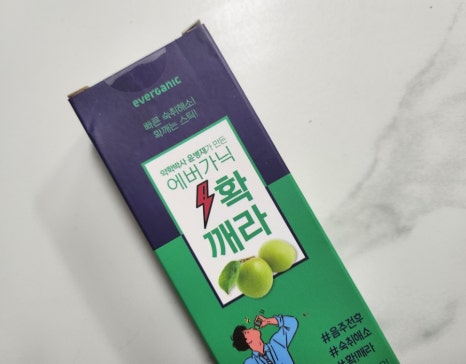 everganic
빠른 숙취해소!
확깨는 스틱!
약학박사 윤병재가 만든
에버가닉
확
깨라
#음주전후
#숙취해소
#확!깨라